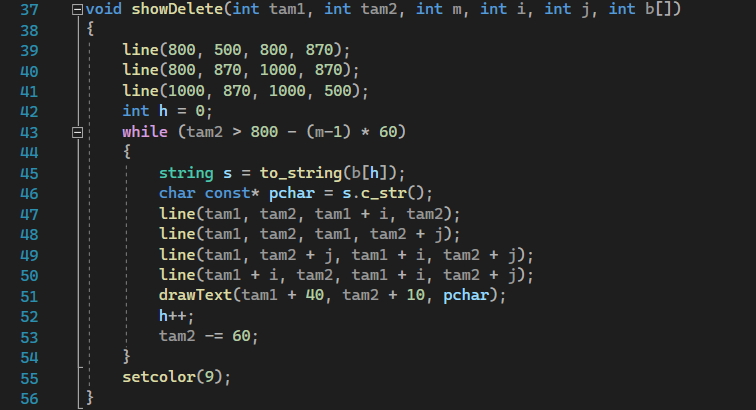 37 void showDelete(int tam1, int tam2, int m, int i, int j, int b[])
38 {
39     line(800, 500, 800, 870);
40     line(800, 870, 1000, 870);
41     line(1000, 870, 1000, 500);
42     int h = 0;
43     while (tam2 > 800 - (m-1) * 60)
44     {
45         string s = to_string(b[h]);
46         char const* pchar = s.c_str();
47         line(tam1, tam2, tam1 + i, tam2);
48         line(tam1, tam2, tam1, tam2 + j);
49         line(tam1, tam2 + j, tam1 + i, tam2 + j);
50         line(tam1 + i, tam2, tam1 + i, tam2 + j);
51         drawText(tam1 + 40, tam2 + 10, pchar);
52         h++;
53         tam2 -= 60;
54     }
55     setcolor(9);
56 }